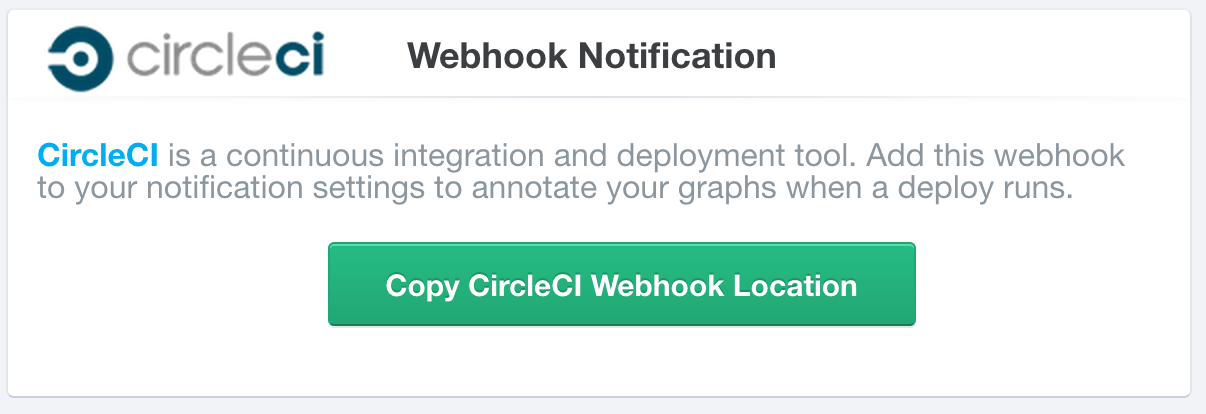 circleci Webhook Notification
CircleCI is a continuous integration and deployment tool. Add this webhook
to your notification settings to annotate your graphs when a deploy runs.
Copy CircleCI Webhook Location